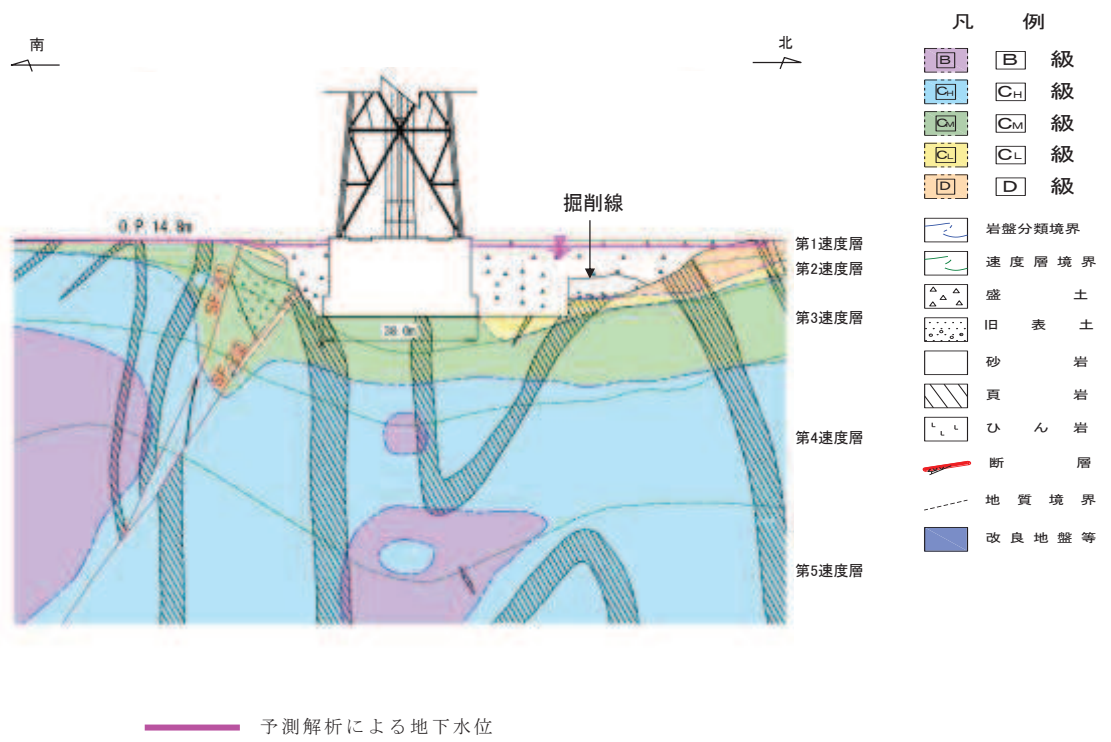 南
北
凡 例
B B 級
CH CH 級
CM CM 級
CL CL 級
D D 級
岩盤分類境界
速度層境界
盛土
旧表土
砂岩
頁岩
ひん岩
断層
地質境界
改良地盤等
掘削線
O.P.14.8m
第1速度層
第2速度層
第3速度層
38.0m
第4速度層
第5速度層
予測解析による地下水位